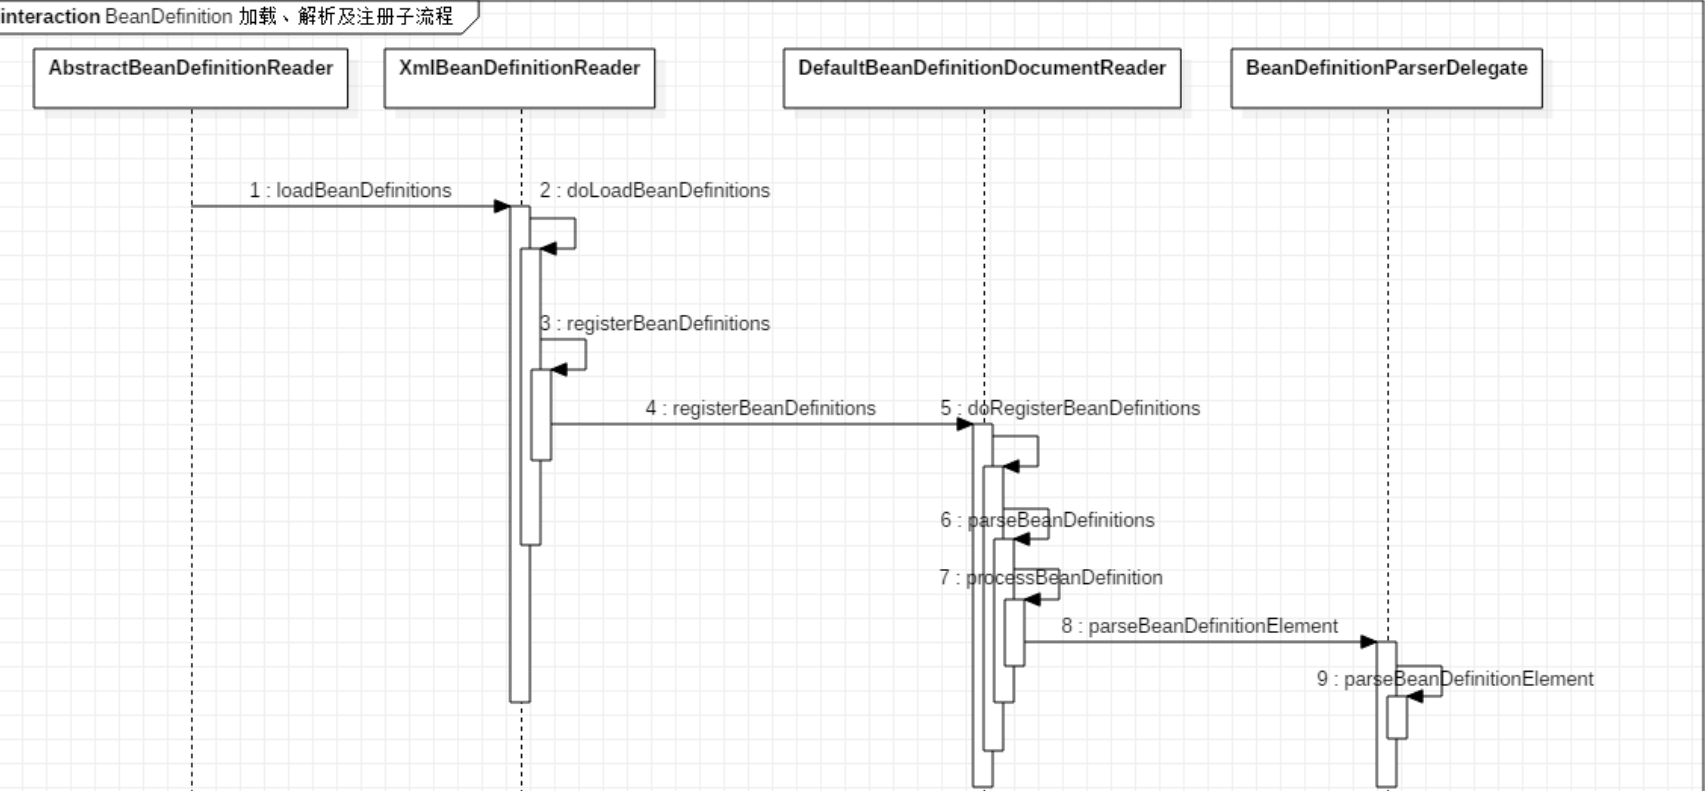 interaction BeanDefinition 加载、解析及注册子流程
AbstractBeanDefinitionReader
XmlBeanDefinitionReader
DefaultBeanDefinitionDocumentReader
BeanDefinitionParserDelegate
1 : loadBeanDefinitions
2 : doLoadBeanDefinitions
3 : registerBeanDefinitions
4 : registerBeanDefinitions
5 : doRegisterBeanDefinitions
6 : parseBeanDefinitions
7 : processBeanDefinition
8 : parseBeanDefinitionElement
9 : parseBeanDefinitionElement